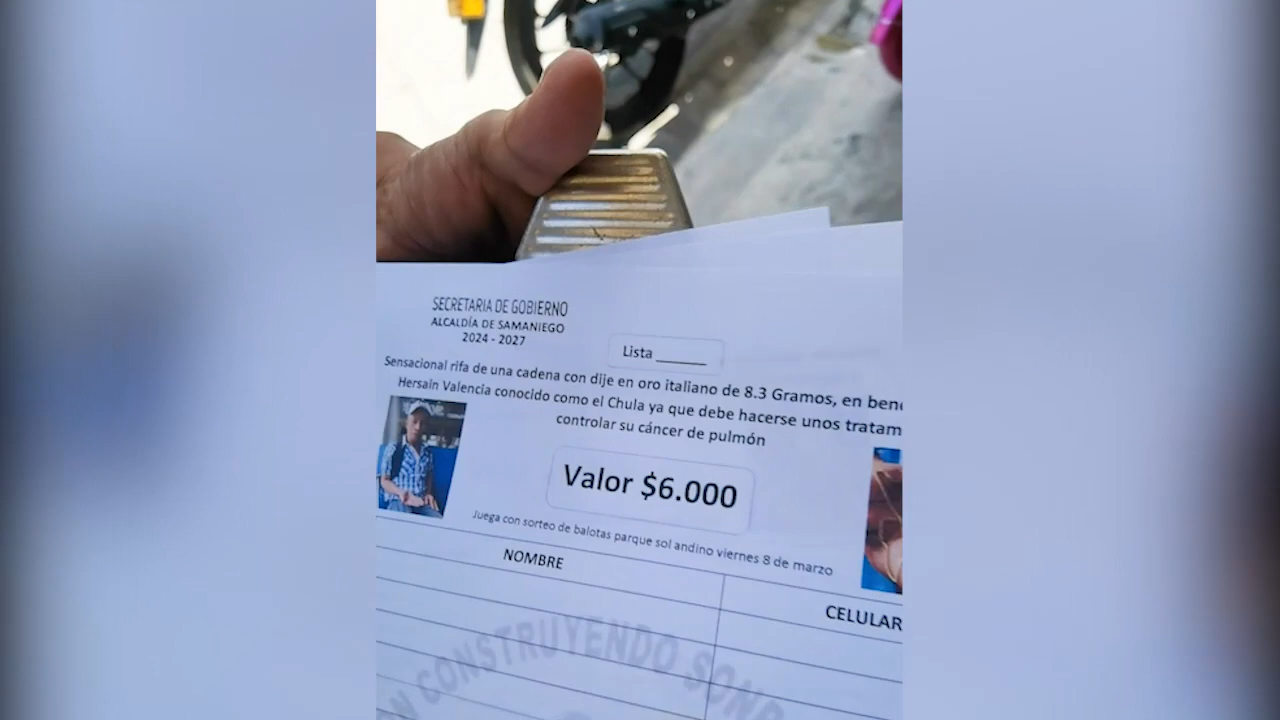 SECRETARIA DE GOBIERNO
ALCALDÍA DE SAMANIEGO
2024 - 2027
Lista ______
Sensacional rifa de una cadena con dije en oro italiano de 8.3 Gramos, en bene
Hersain Valencia conocido como el Chula ya que debe hacerse unos tratam
controlar su cáncer de pulmón
Valor $6.000
Juega con sorteo de balotas parque sol andino viernes 8 de marzo
NOMBRE
CELULAR
CONSTRUYENDO